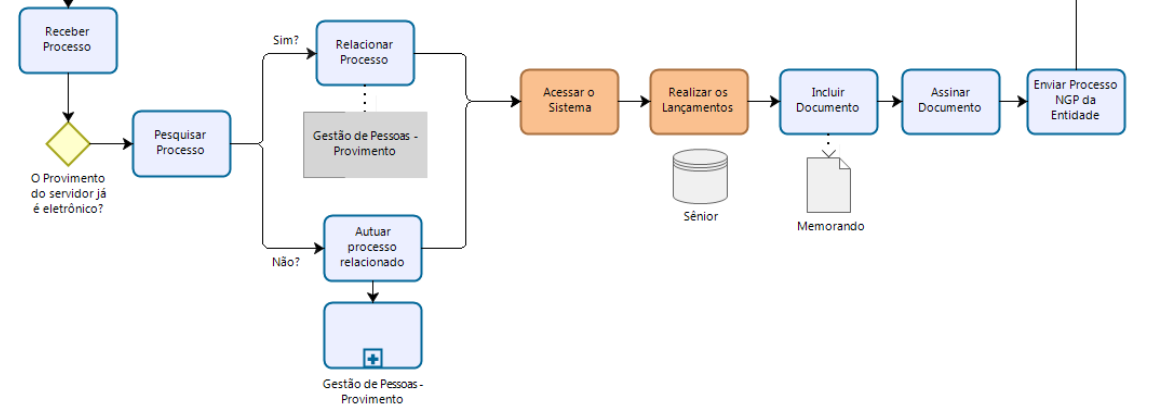 Receber
Processo
O Provimento
do servidor já
é eletrônico?
Pesquisar
Processo
Sim?
Relacionar
Processo
Gestão de Pessoas -
Provimento
Não?
Autuar
processo
relacionado
Gestão de Pessoas -
Provimento
Acessar o
Sistema
Realizar os
Lançamentos
Sênior
Incluir
Documento
Memorando
Assinar
Documento
Enviar Processo
NGP da
Entidade